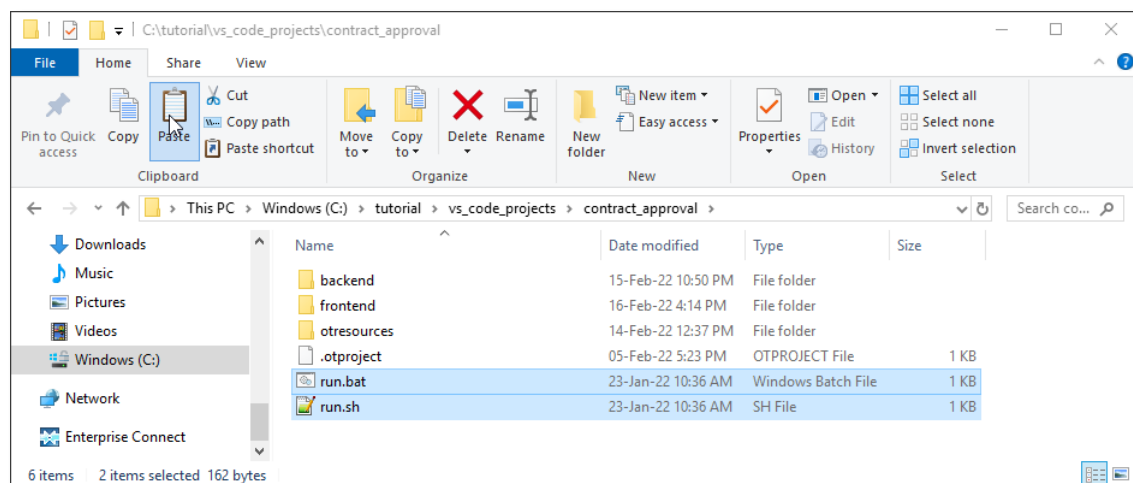 C:\tutorial\vs_code_projects\contract_approval
File Home Share View
Pin to Quick access
Copy
Paste
Cut
Copy path
Paste shortcut
Clipboard
Move to
Copy to
Delete
Rename
Organize
New folder
New item
Easy access
New
Properties
Open
Edit
History
Open
Select all
Select none
Invert selection
Select
This PC > Windows (C:) > tutorial > vs_code_projects > contract_approval >
Search co...
Downloads
Music
Pictures
Videos
Windows (C:)
Network
Enterprise Connect
Name Date modified Type Size
backend 15-Feb-22 10:50 PM File folder
frontend 16-Feb-22 4:14 PM File folder
otresources 14-Feb-22 12:37 PM File folder
.otproject 05-Feb-22 5:23 PM OTPROJECT File 1 KB
run.bat 23-Jan-22 10:36 AM Windows Batch File 1 KB
run.sh 23-Jan-22 10:36 AM SH File 1 KB
6 items 2 items selected 162 bytes